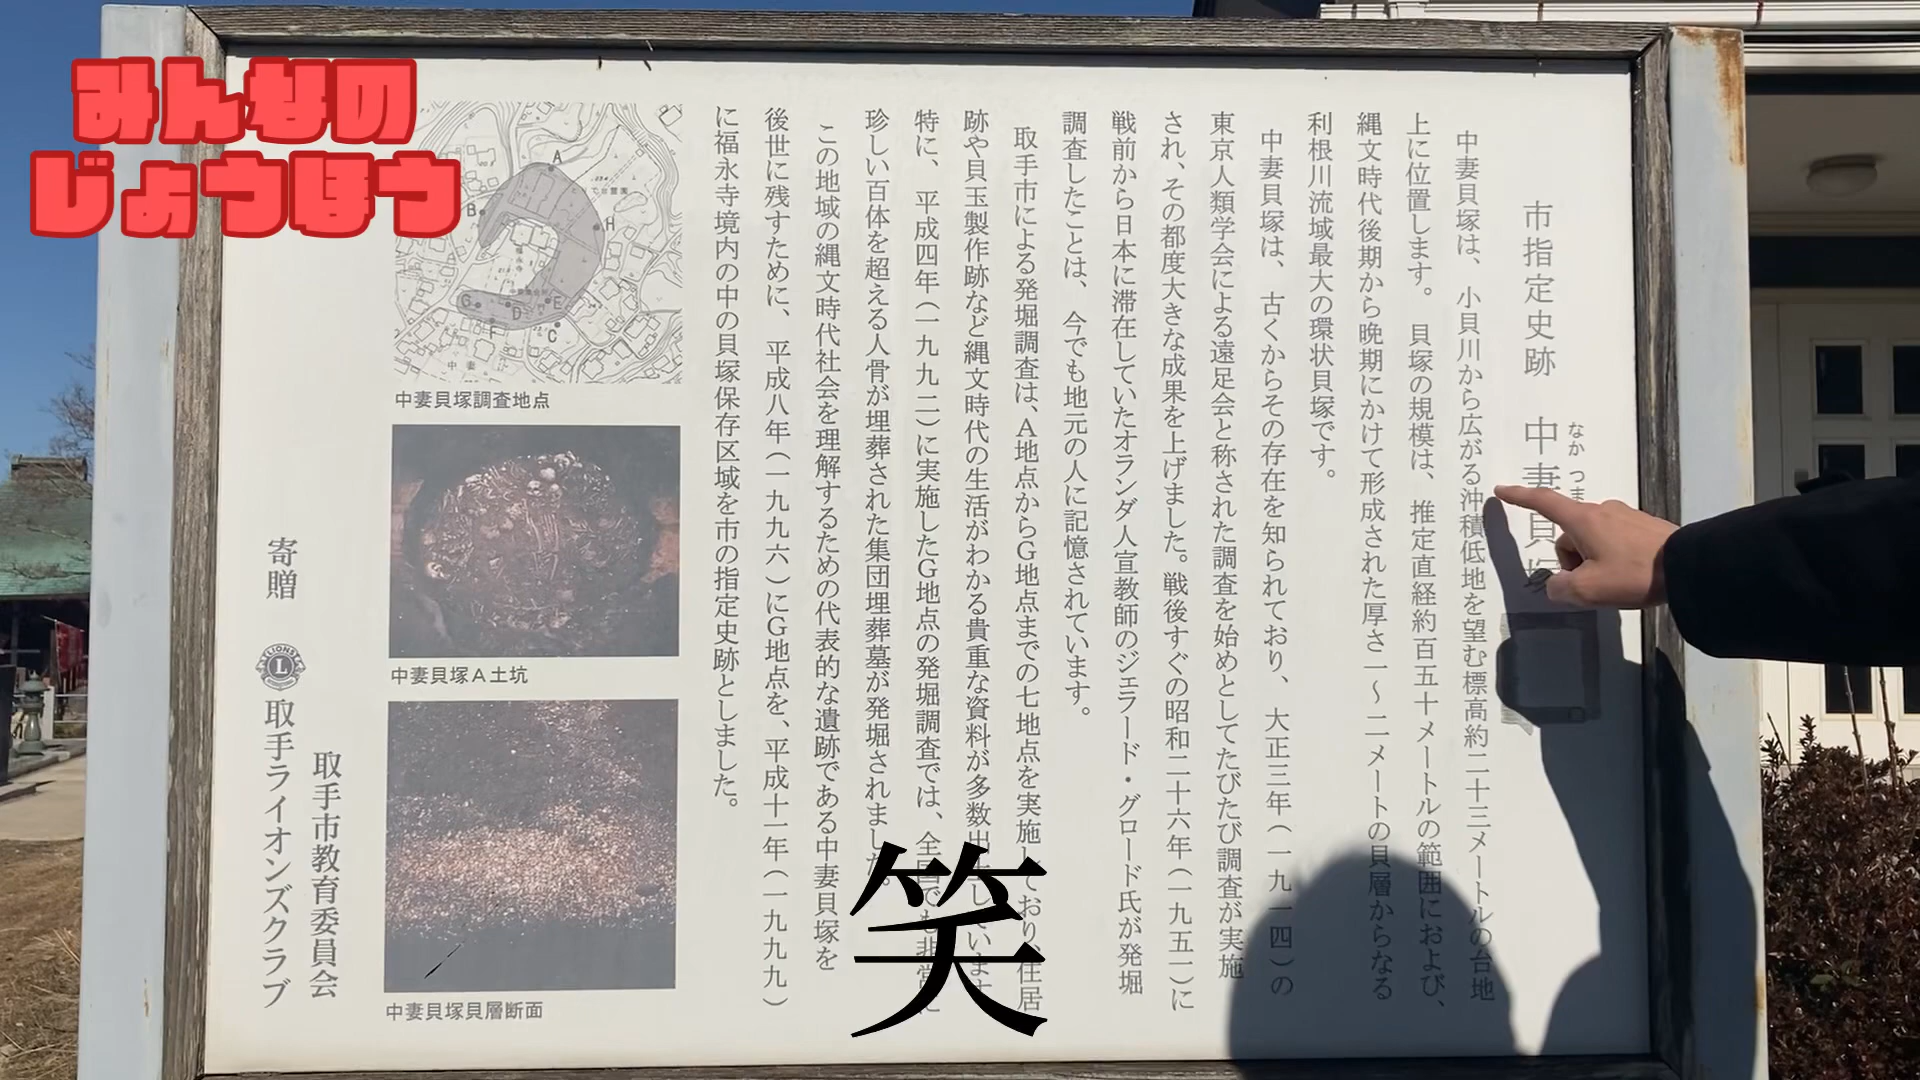 みんなの
じょうほう
市指定史跡 中妻貝塚
なかつま
中妻貝塚は、小貝川から広がる沖積低地を望む標高約二十三メートルの台地
上に位置します。貝塚の規模は、推定直経約百五十メートルの範囲におよび、
縄文時代後期から晩期にかけて形成された厚さ一〜二メートの貝層からなる
利根川流域最大の環状貝塚です。
中妻貝塚は、古くからその存在を知られており、大正三年(一九一四)の
東京人類学会による遠足会と称された調査を始めとしてたびたび調査が実施
され、その都度大きな成果を上げました。戦後すぐの昭和二十六年(一九五一)に
戦前から日本に滞在していたオランダ人宣教師のジェラード・グロード氏が発掘
調査したことは、今でも地元の人に記憶されています。
取手市による発掘調査は、A地点からG地点までの七地点を実施しており、住居
跡や貝玉製作跡など縄文時代の生活がわかる貴重な資料が多数出土しています
特に、平成四年(一九九二)に実施したG地点の発掘調査では、全国でも非常に
珍しい百体を超える人骨が埋葬された集団埋葬墓が発掘されました。
この地域の縄文時代社会を理解するための代表的な遺跡である中妻貝塚を
後世に残すために、平成八年(一九九六)にG地点を、平成十一年(一九九九)
に福永寺境内の中の貝塚保存区域を市の指定史跡としました。
A
B
H
G
D
E
F
C
福永寺
中妻
中妻貝塚調査地点
中妻貝塚A土坑
中妻貝塚貝層断面
取手市教育委員会
寄贈 取手ライオンズクラブ
LIONS
L
笑